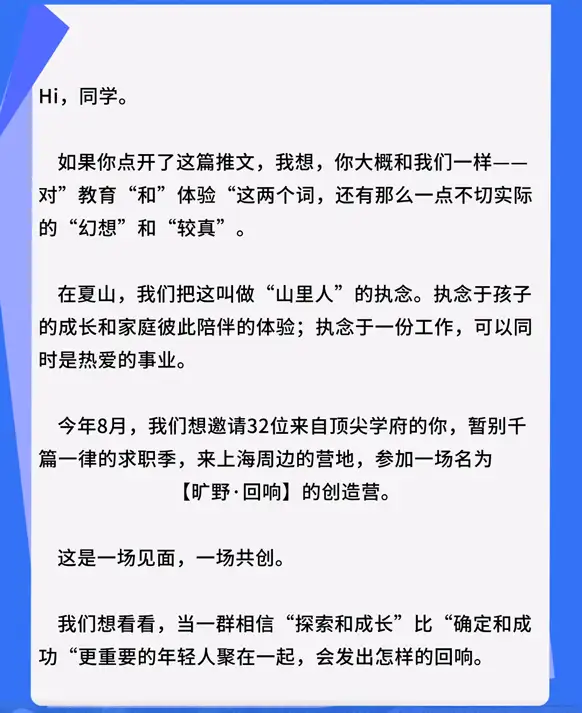 Hi，同学。
如果你点开了这篇推文，我想，你大概和我们一样——
对”教育“和”体验“这两个词，还有那么一点不切实际
的“幻想”和“较真”。
在夏山，我们把这叫做“山里人”的执念。执念于孩子
的成长和家庭彼此陪伴的体验；执念于一份工作，可以同
时是热爱的事业。
今年8月，我们想邀请32位来自顶尖学府的你，暂别千
篇一律的求职季，来上海周边的营地，参加一场名为
【旷野·回响】的创造营。
这是一场见面，一场共创。
我们想看看，当一群相信“探索和成长”比“确定和成
功“更重要的年轻人聚在一起，会发出怎样的回响。